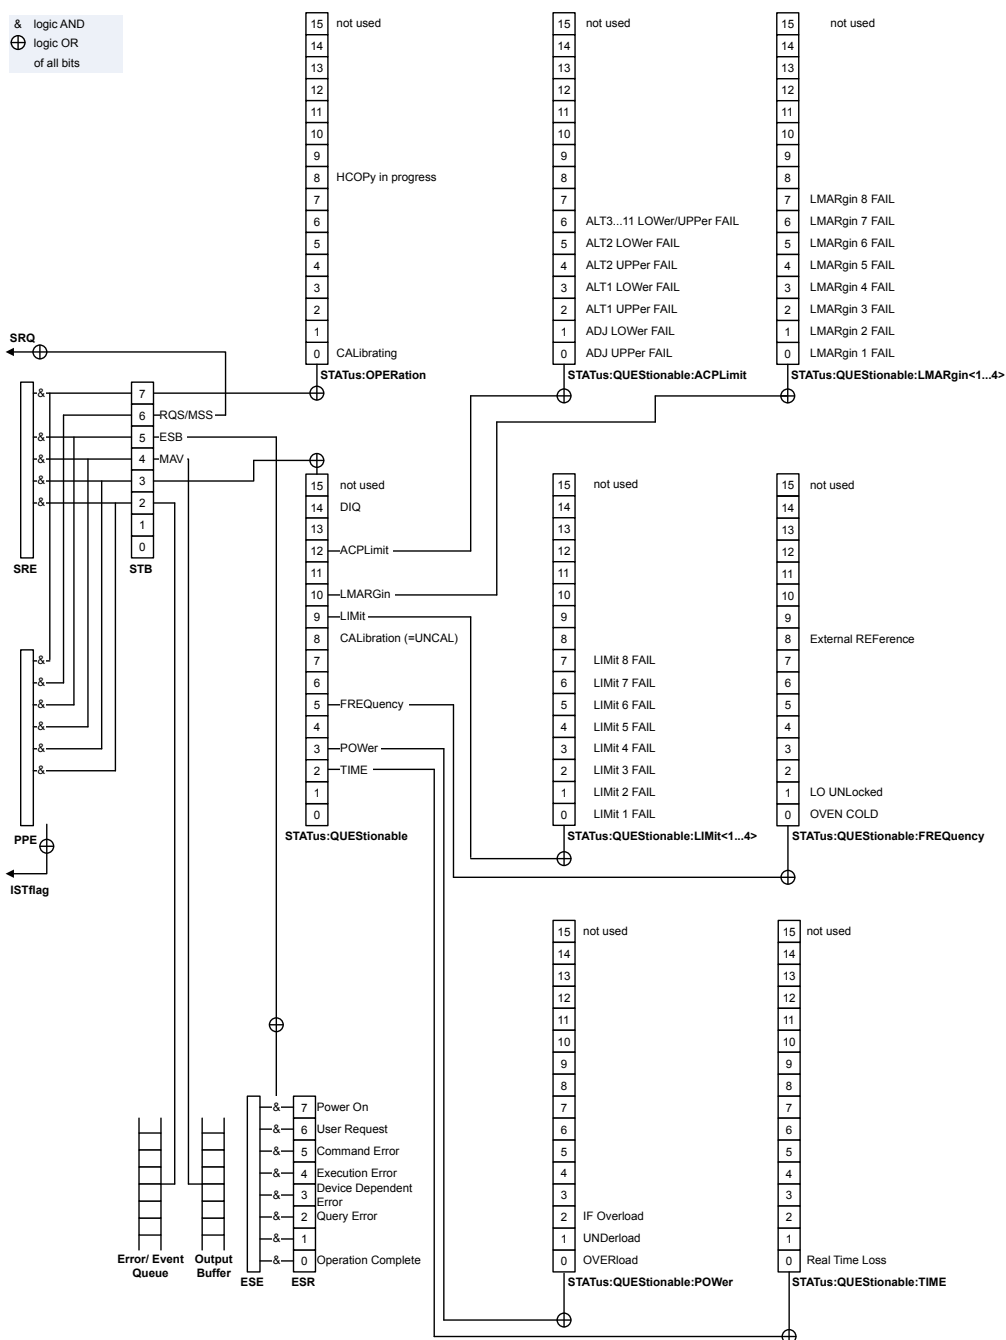 & logic AND
logic OR
of all bits
15 not used
14
13
12
11
10
9
8 HCOPy in progress
7
6
5
4
3
2
1
0 CALibrating
STATus:OPERation
15 not used
14
13
12
11
10
9
8
7
6 ALT3...11 LOWer/UPPer FAIL
5 ALT2 LOWer FAIL
4 ALT2 UPPer FAIL
3 ALT1 LOWer FAIL
2 ALT1 UPPer FAIL
1 ADJ LOWer FAIL
0 ADJ UPPer FAIL
STATus:QUEStionable:ACPLimit
15 not used
14
13
12
11
10
9
8
7 LMARgin 8 FAIL
6 LMARgin 7 FAIL
5 LMARgin 6 FAIL
4 LMARgin 5 FAIL
3 LMARgin 4 FAIL
2 LMARgin 3 FAIL
1 LMARgin 2 FAIL
0 LMARgin 1 FAIL
STATus:QUEStionable:LMARgin<1...4>
SRQ
& 7
6 RQS/MSS
& 5 ESB
& 4 MAV
& 3
& 2
1
0
SRE STB
&
&
&
&
&
&
PPE
ISTflag
15 not used
14 DIQ
13
12 ACPLimit
11
10 LMARGin
9 LIMit
8 CALibration (=UNCAL)
7
6
5 FREQuency
4
3 POWer
2 TIME
1
0
STATus:QUEStionable
15 not used
14
13
12
11
10
9
8
7 LIMit 8 FAIL
6 LIMit 7 FAIL
5 LIMit 6 FAIL
4 LIMit 5 FAIL
3 LIMit 4 FAIL
2 LIMit 3 FAIL
1 LIMit 2 FAIL
0 LIMit 1 FAIL
STATus:QUEStionable:LIMit<1...4>
15 not used
14
13
12
11
10
9
8 External REFerence
7
6
5
4
3
2
1 LO UNLocked
0 OVEN COLD
STATus:QUEStionable:FREQuency
Error/ Event
Queue
Output
Buffer
& 7 Power On
& 6 User Request
& 5 Command Error
& 4 Execution Error
& 3 Device Dependent
Error
& 2 Query Error
& 1
& 0 Operation Complete
ESE ESR
15 not used
14
13
12
11
10
9
8
7
6
5
4
3
2 IF Overload
1 UNDerload
0 OVERload
STATus:QUEStionable:POWer
15 not used
14
13
12
11
10
9
8
7
6
5
4
3
2
1
0 Real Time Loss
STATus:QUEStionable:TIME